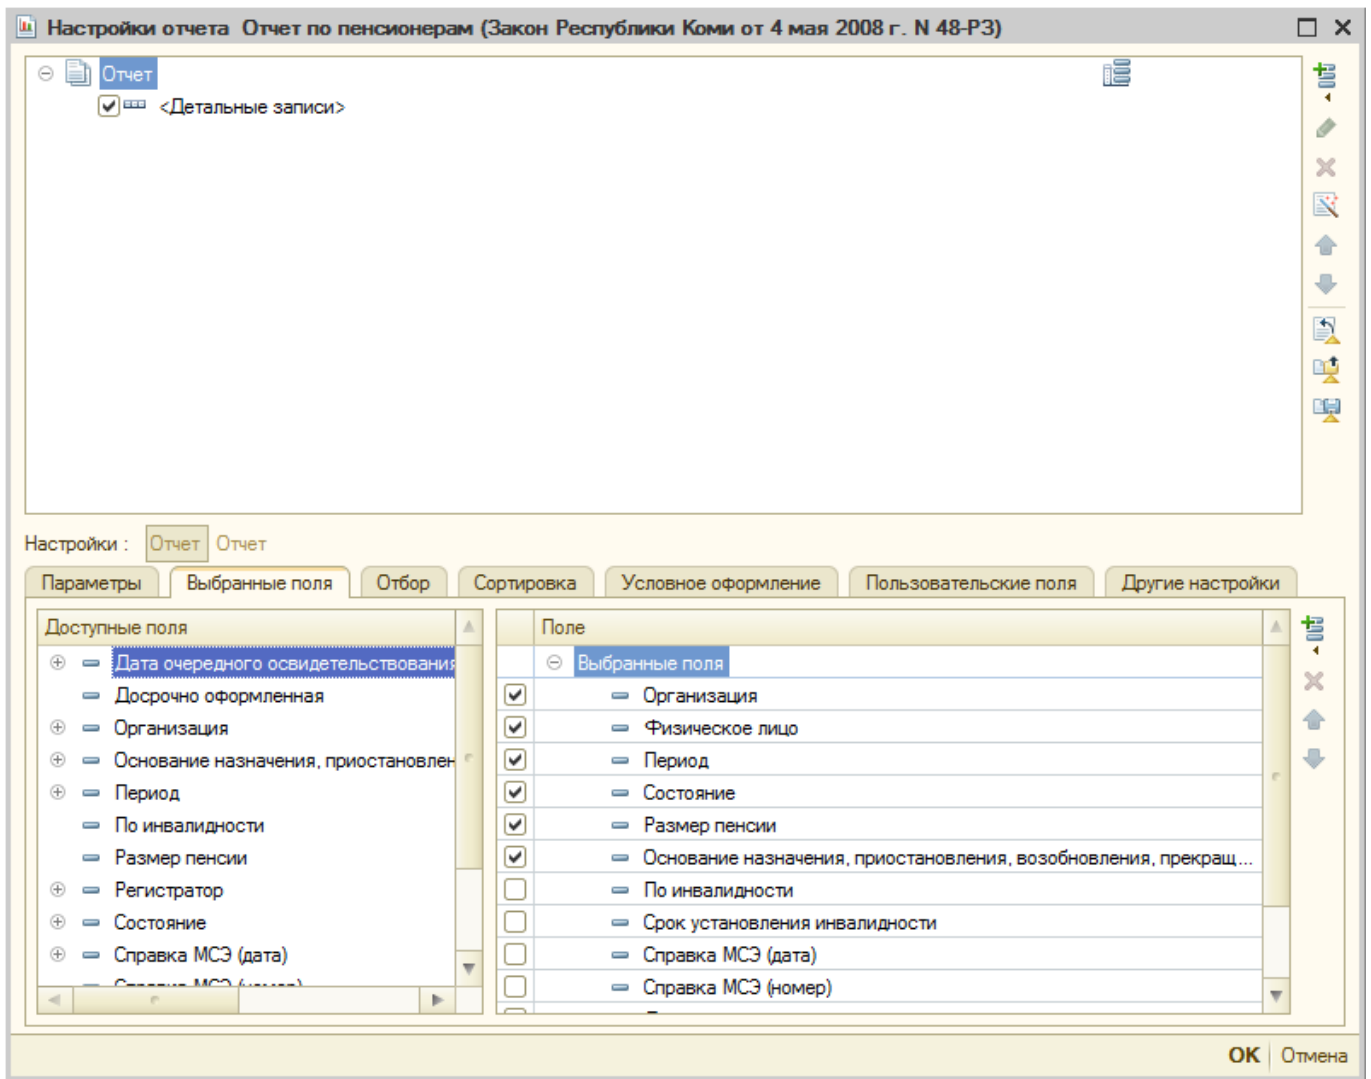 Настройки отчета Отчет по пенсионерам (Закон Республики Коми от 4 мая 2008 г. N 48-РЗ)
Отчет
<Детальные записи>
Настройки : Отчет Отчет
Параметры Выбранные поля Отбор Сортировка Условное оформление Пользовательские поля Другие настройки
Доступные поля
Дата очередного освидетельствования
Досрочно оформленная
Организация
Основание назначения, приостановлен
Период
По инвалидности
Размер пенсии
Регистратор
Состояние
Справка МСЭ (дата)
Справка МСЭ (номер)
Поле
Выбранные поля
Организация
Физическое лицо
Период
Состояние
Размер пенсии
Основание назначения, приостановления, возобновления, прекращ...
По инвалидности
Срок установления инвалидности
Справка МСЭ (дата)
Справка МСЭ (номер)
OK Отмена